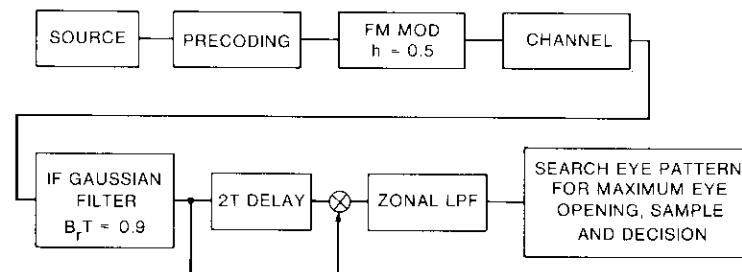 SOURCE
PRECODING
FM MOD
h = 0.5
CHANNEL
IF GAUSSIAN
FILTER
BrT = 0.9
2T DELAY
ZONAL LPF
SEARCH EYE PATTERN
FOR MAXIMUM EYE
OPENING, SAMPLE
AND DECISION